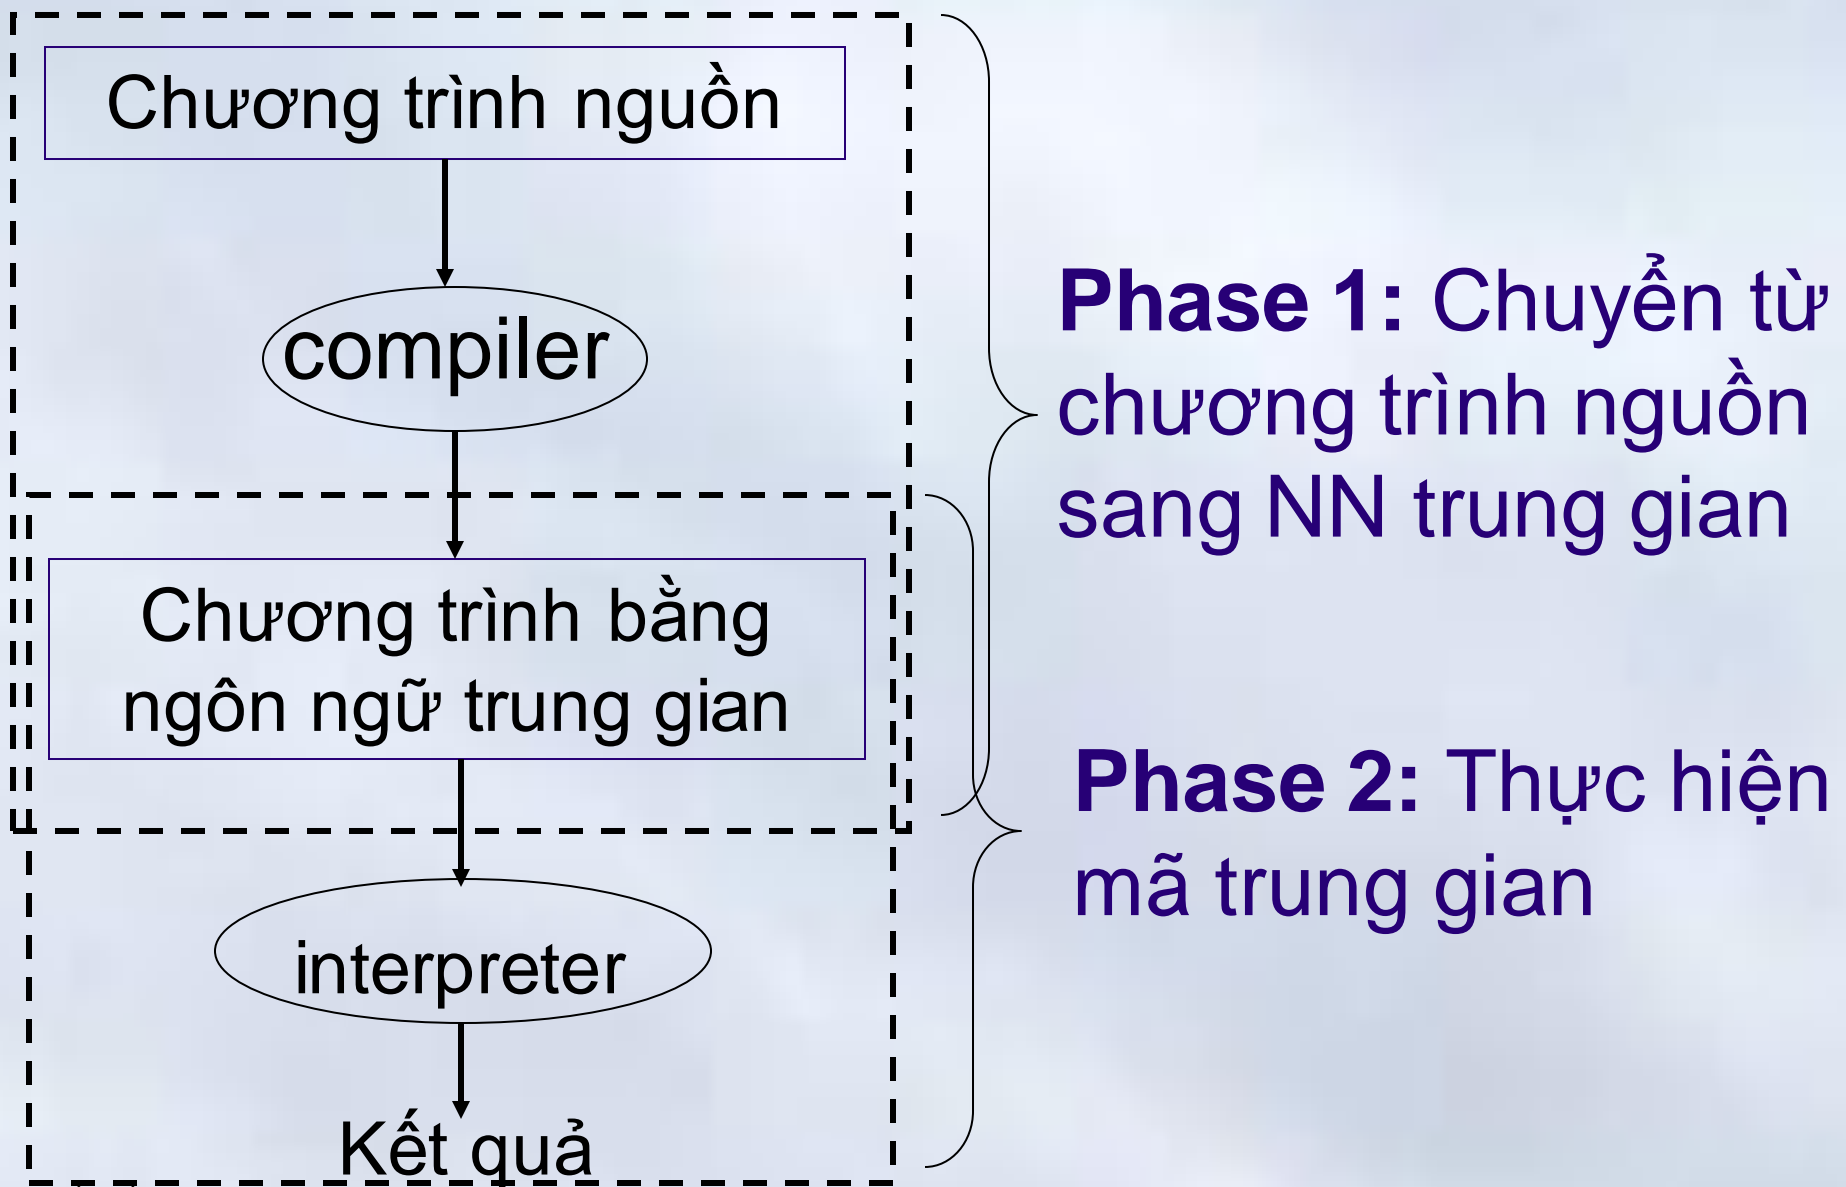 Chương trình nguồn
compiler
Chương trình bằng
ngôn ngữ trung gian
interpreter
Kết quả
Phase 1: Chuyển từ
chương trình nguồn
sang NN trung gian
Phase 2: Thực hiện
mã trung gian